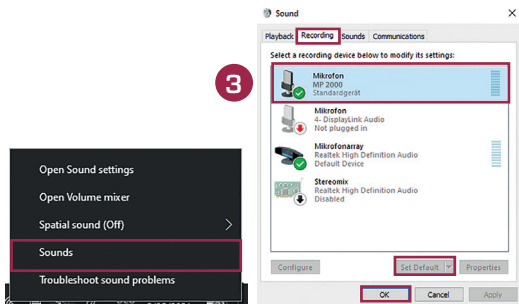 3
Open Sound settings
Open Volume mixer
Spatial sound (Off)
Sounds
Troubleshoot sound problems
Sound
Playback Recording Sounds Communications
Select a recording device below to modify its settings:
Mikrofon
MP 2000
Standardgerät
Mikrofon
4- DisplayLink Audio
Not plugged in
Mikrofonarray
Realtek High Definition Audio
Default Device
Stereomix
Realtek High Definition Audio
Disabled
Configure Set Default Properties
OK Cancel Apply